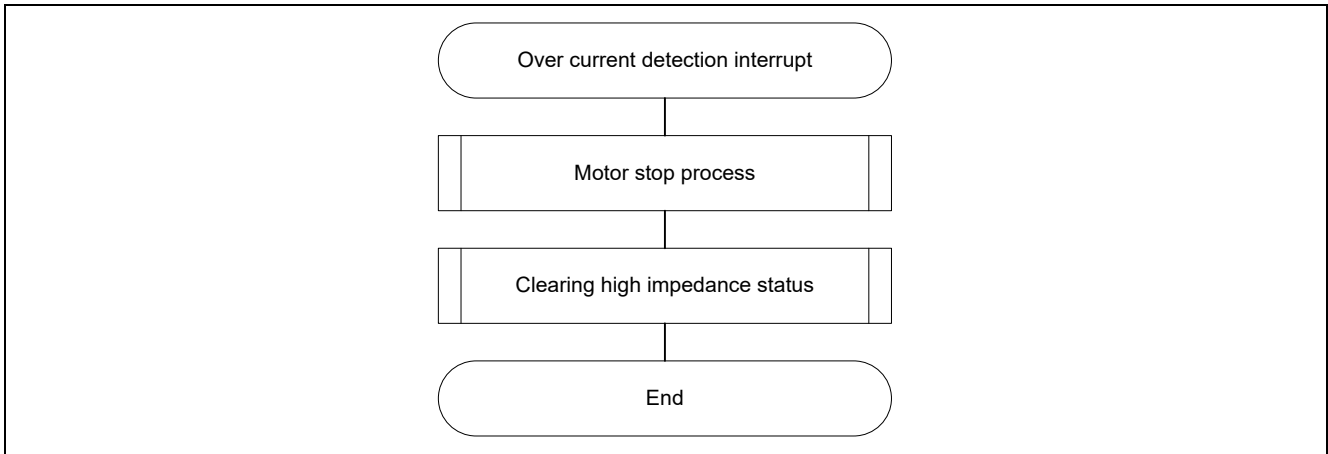 Over current detection interrupt
Motor stop process
Clearing high impedance status
End